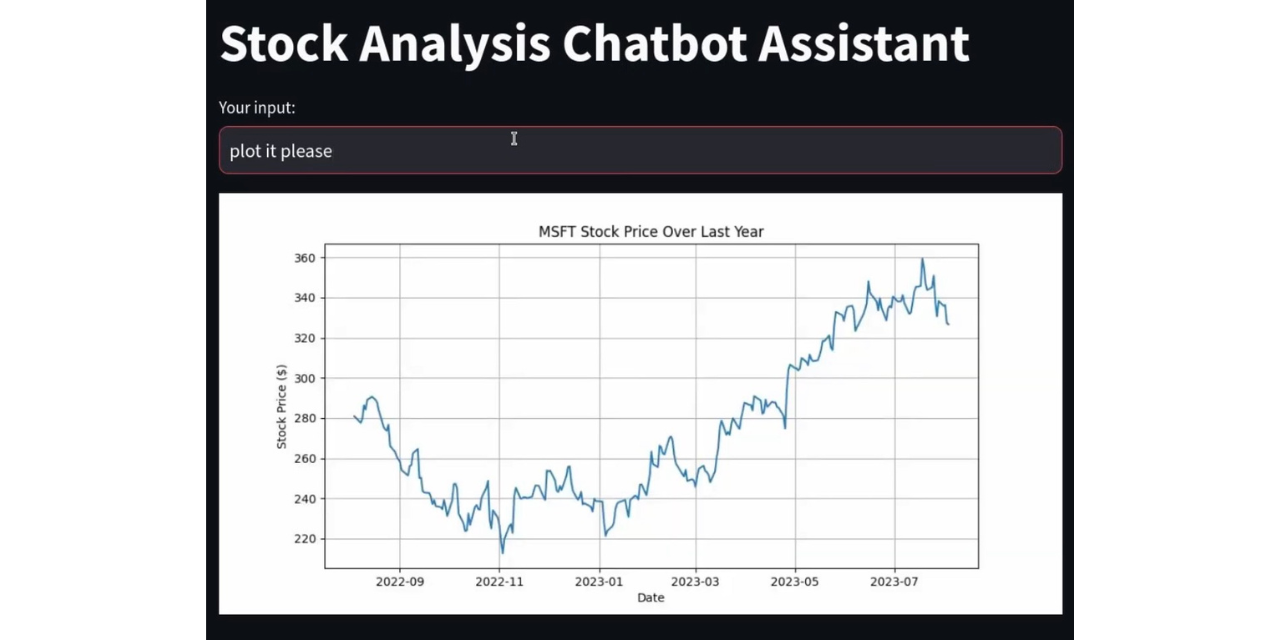 Stock Analysis Chatbot Assistant
Your input:
plot it please
MSFT Stock Price Over Last Year
360
340
320
300
280
260
240
220
Stock Price ($)
2022-09 2022-11 2023-01 2023-03 2023-05 2023-07
Date